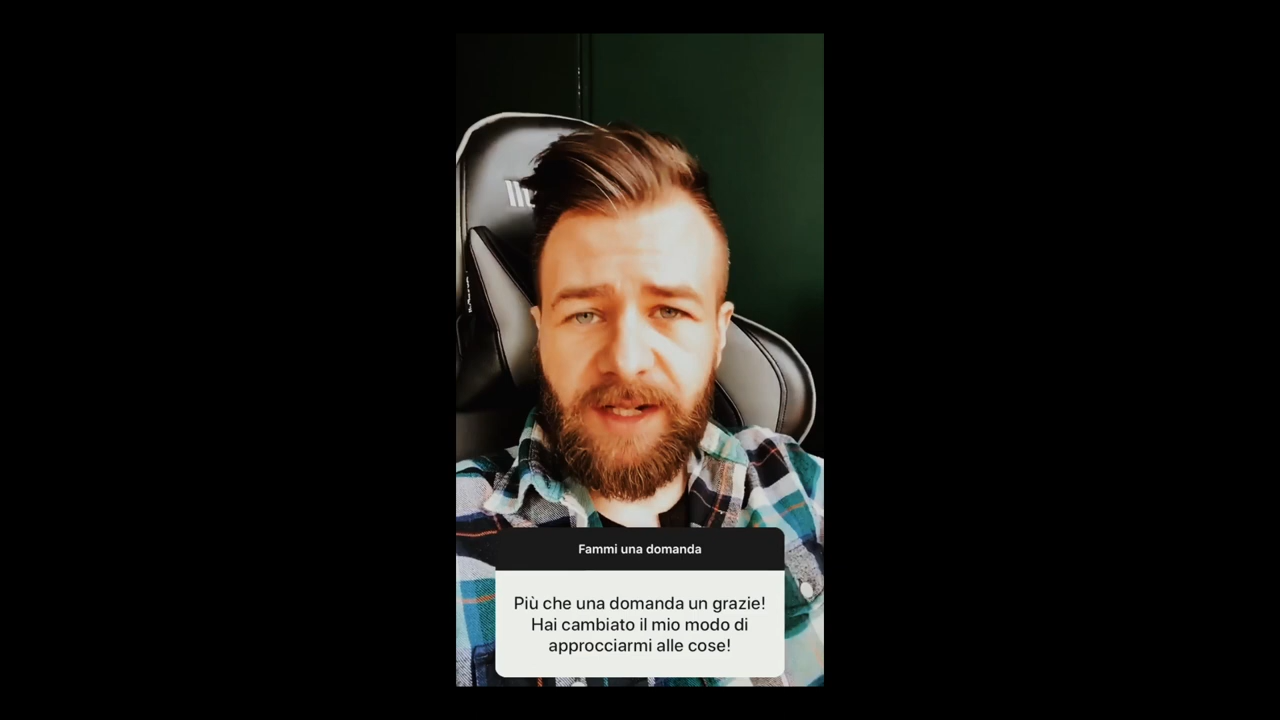 Fammi una domanda
Più che una domanda un grazie!
Hai cambiato il mio modo di
approcciarmi alle cose!